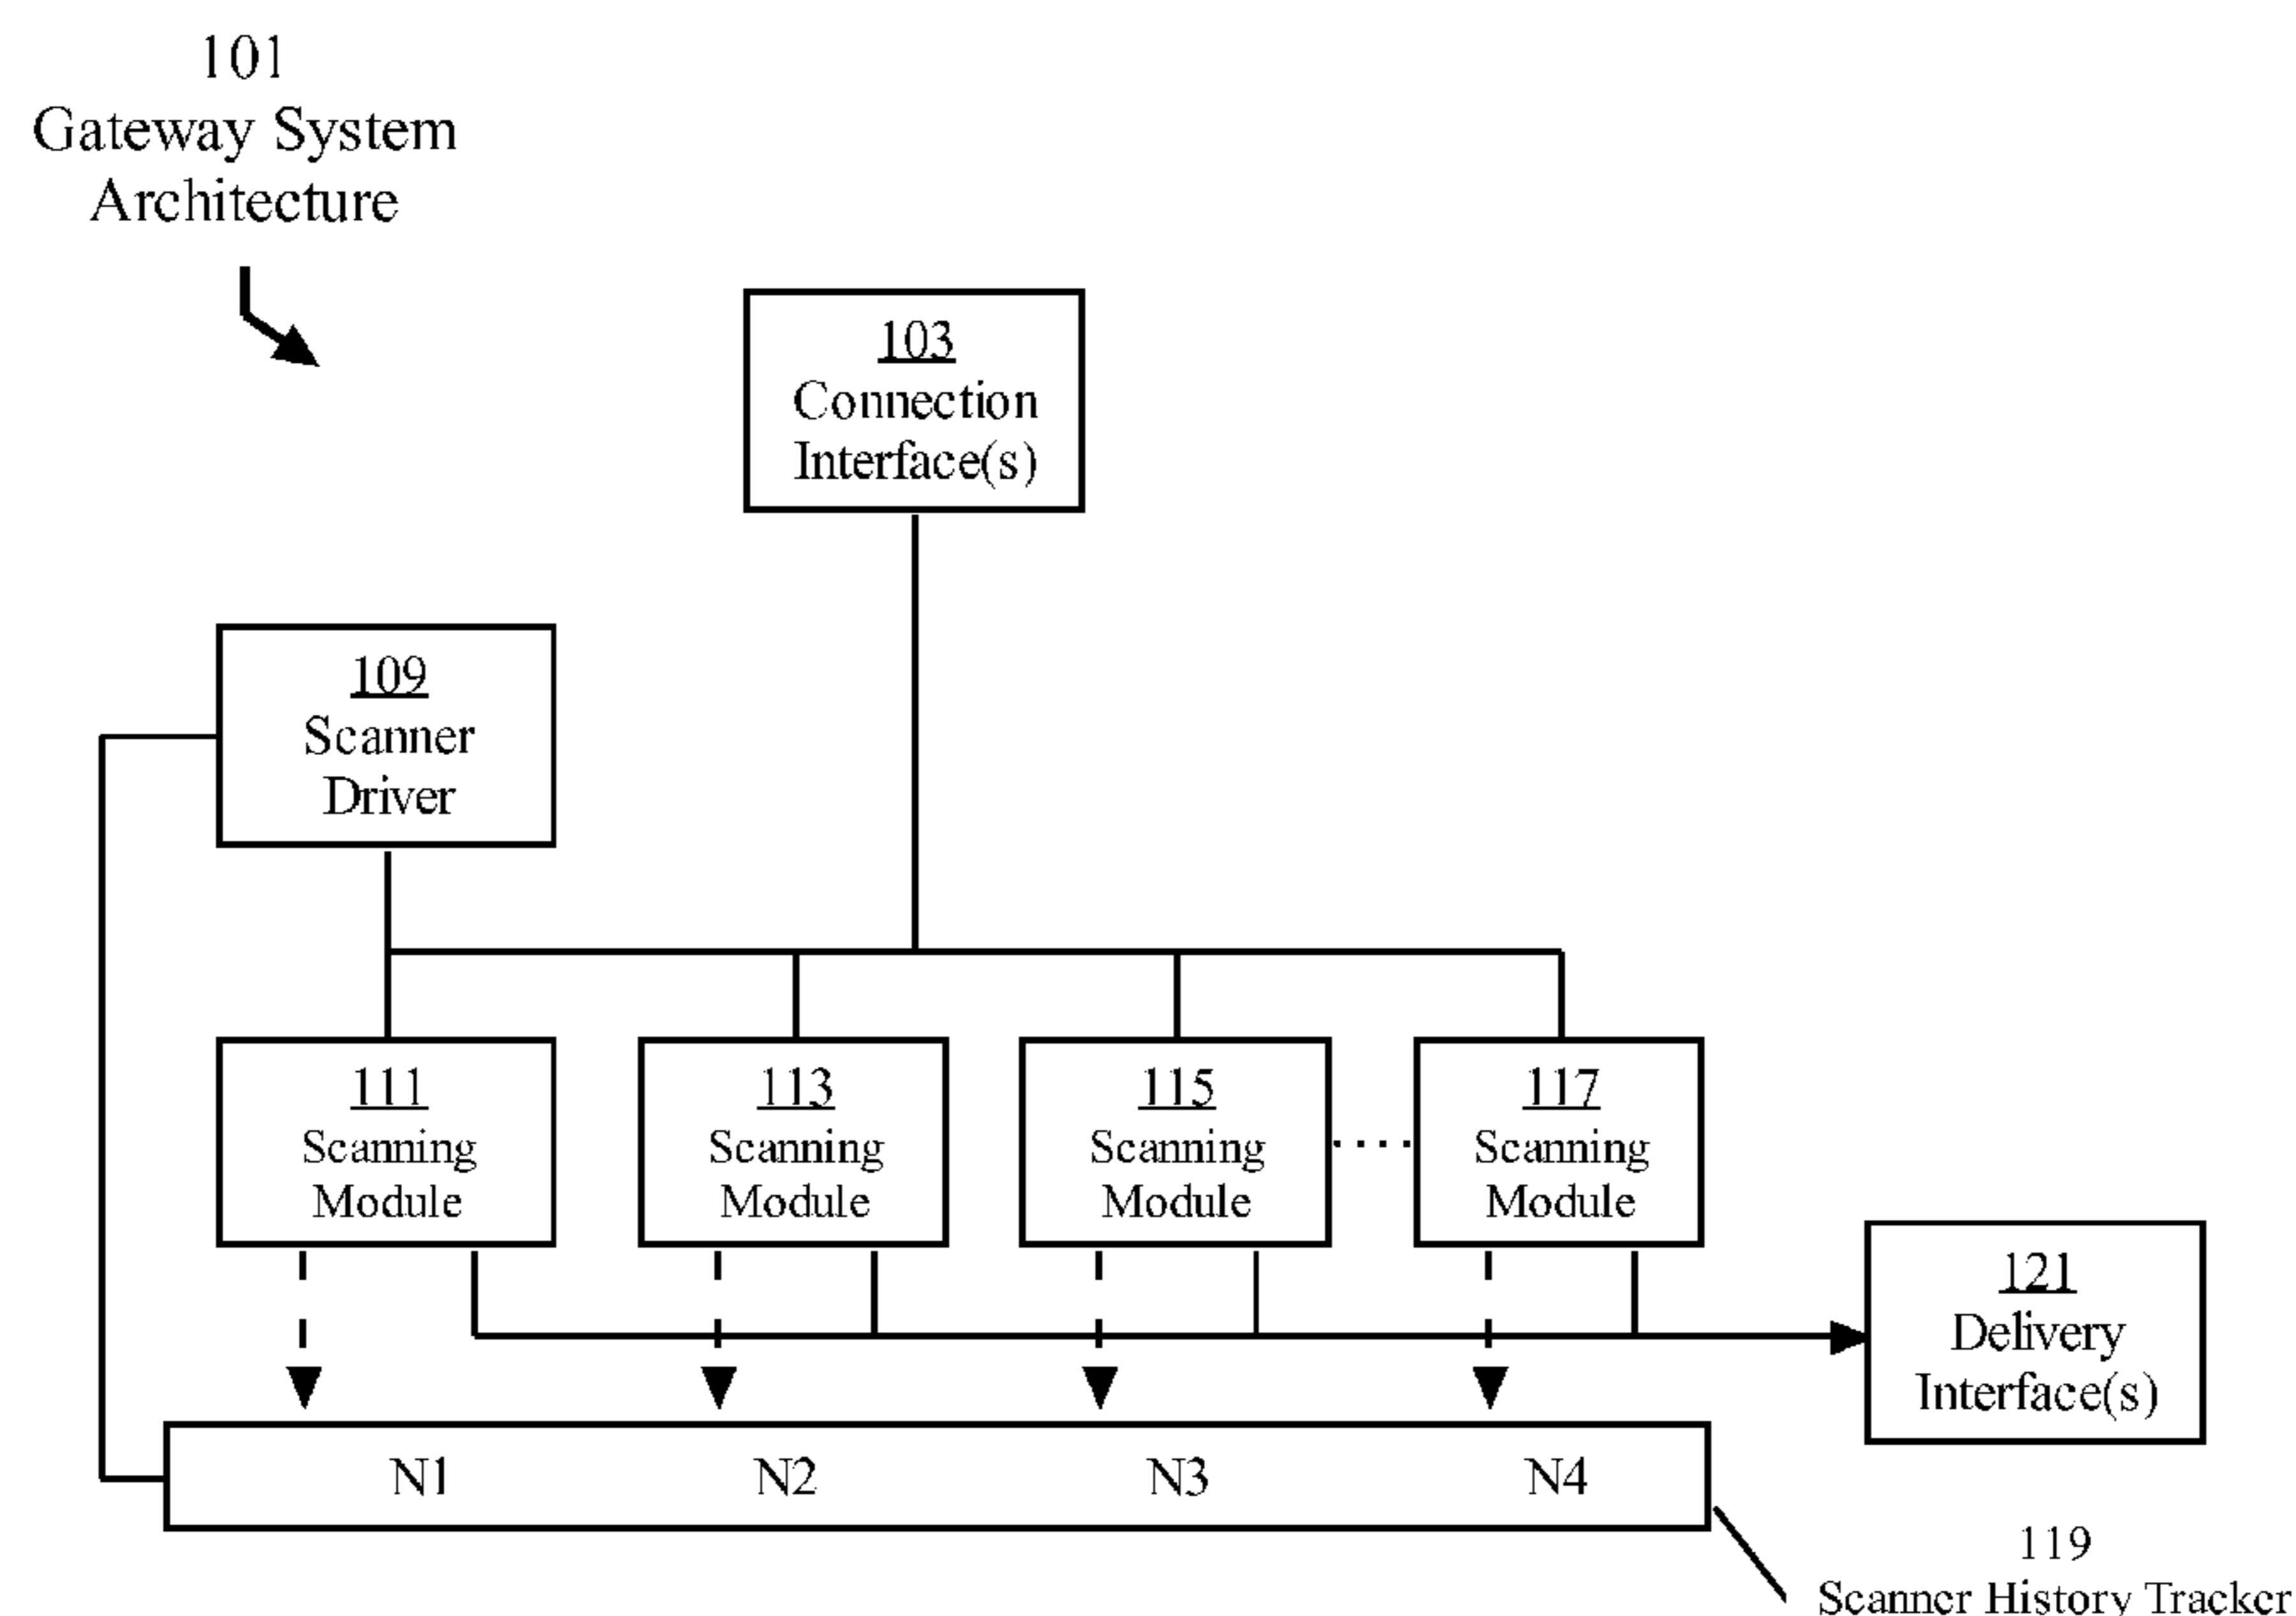 101
Gateway System
Architecture
103
Connection
Interface(s)
109
Scanner
Driver
111
Scanning
Module
113
Scanning
Module
115
Scanning
Module
117
Scanning
Module
121
Delivery
Interface(s)
N1 N2 N3 N4
119
Scanner History Tracker